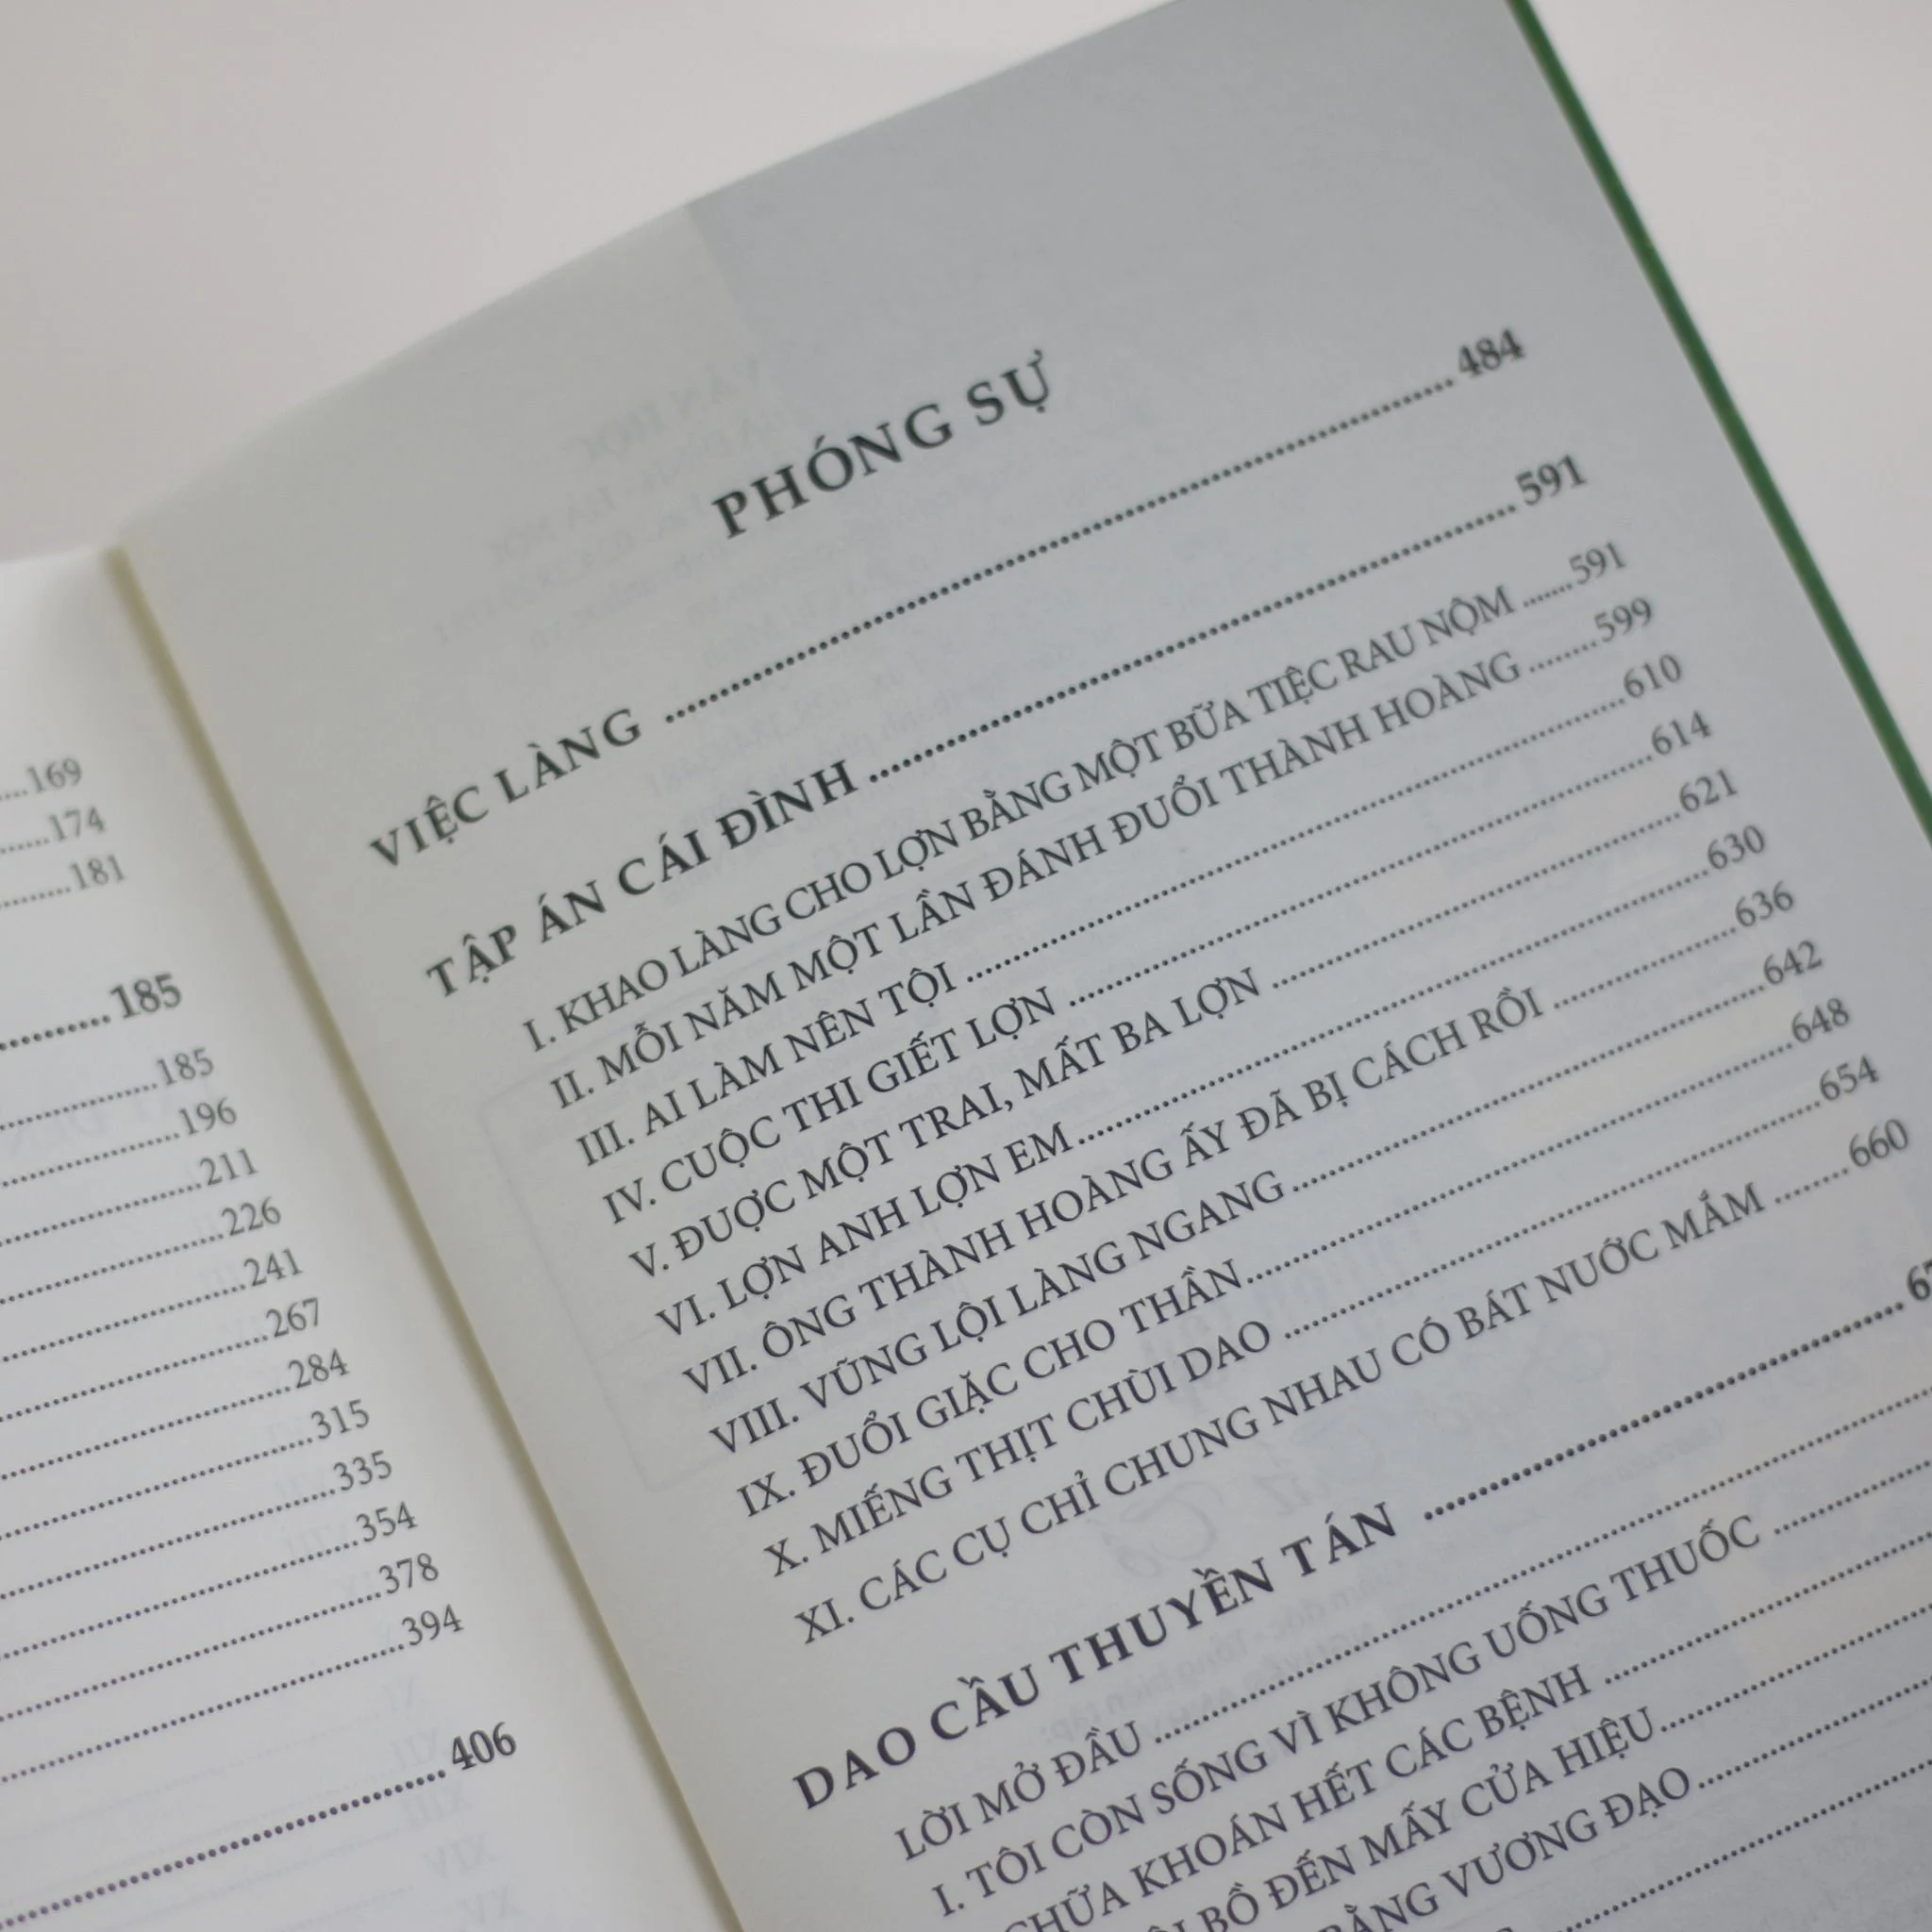 169
174
181
185
185
196
211
226
241
267
284
315
335
354
378
394
406
PHÓNG SỰ
VIỆC LÀNG 484
TẬP ÁN CÁI ĐÌNH 591
I. KHAO LÀNG CHO LỢN BẰNG MỘT BỮA TIỆC RAU NỘM 591
II. MỖI NĂM MỘT LẦN ĐÁNH ĐUỔI THÀNH HOÀNG 599
III. AI LÀM NÊN TỘI 610
IV. CUỘC THI GIẾT LỢN 614
V. ĐƯỢC MỘT TRAI, MẤT BA LỢN 621
VI. LỢN ANH LỢN EM 630
VII. ÔNG THÀNH HOÀNG ẤY ĐÃ BỊ CÁCH RỒI 636
VIII. VŨNG LỘI LÀNG NGANG 642
IX. ĐUỔI GIẶC CHO THẦN 648
X. MIẾNG THỊT CHÙI DAO 654
XI. CÁC CỤ CHỈ CHUNG NHAU CÓ BÁT NƯỚC MẮM 660
DAO CẦU THUYỀN TÁN
LỜI MỞ ĐẦU
I. TÔI CÒN SỐNG VÌ KHÔNG UỐNG THUỐC
CHỮA KHOÁN HẾT CÁC BỆNH
BỒ ĐẾN MẤY CỬA HIỆU
BẰNG VƯƠNG ĐẠO